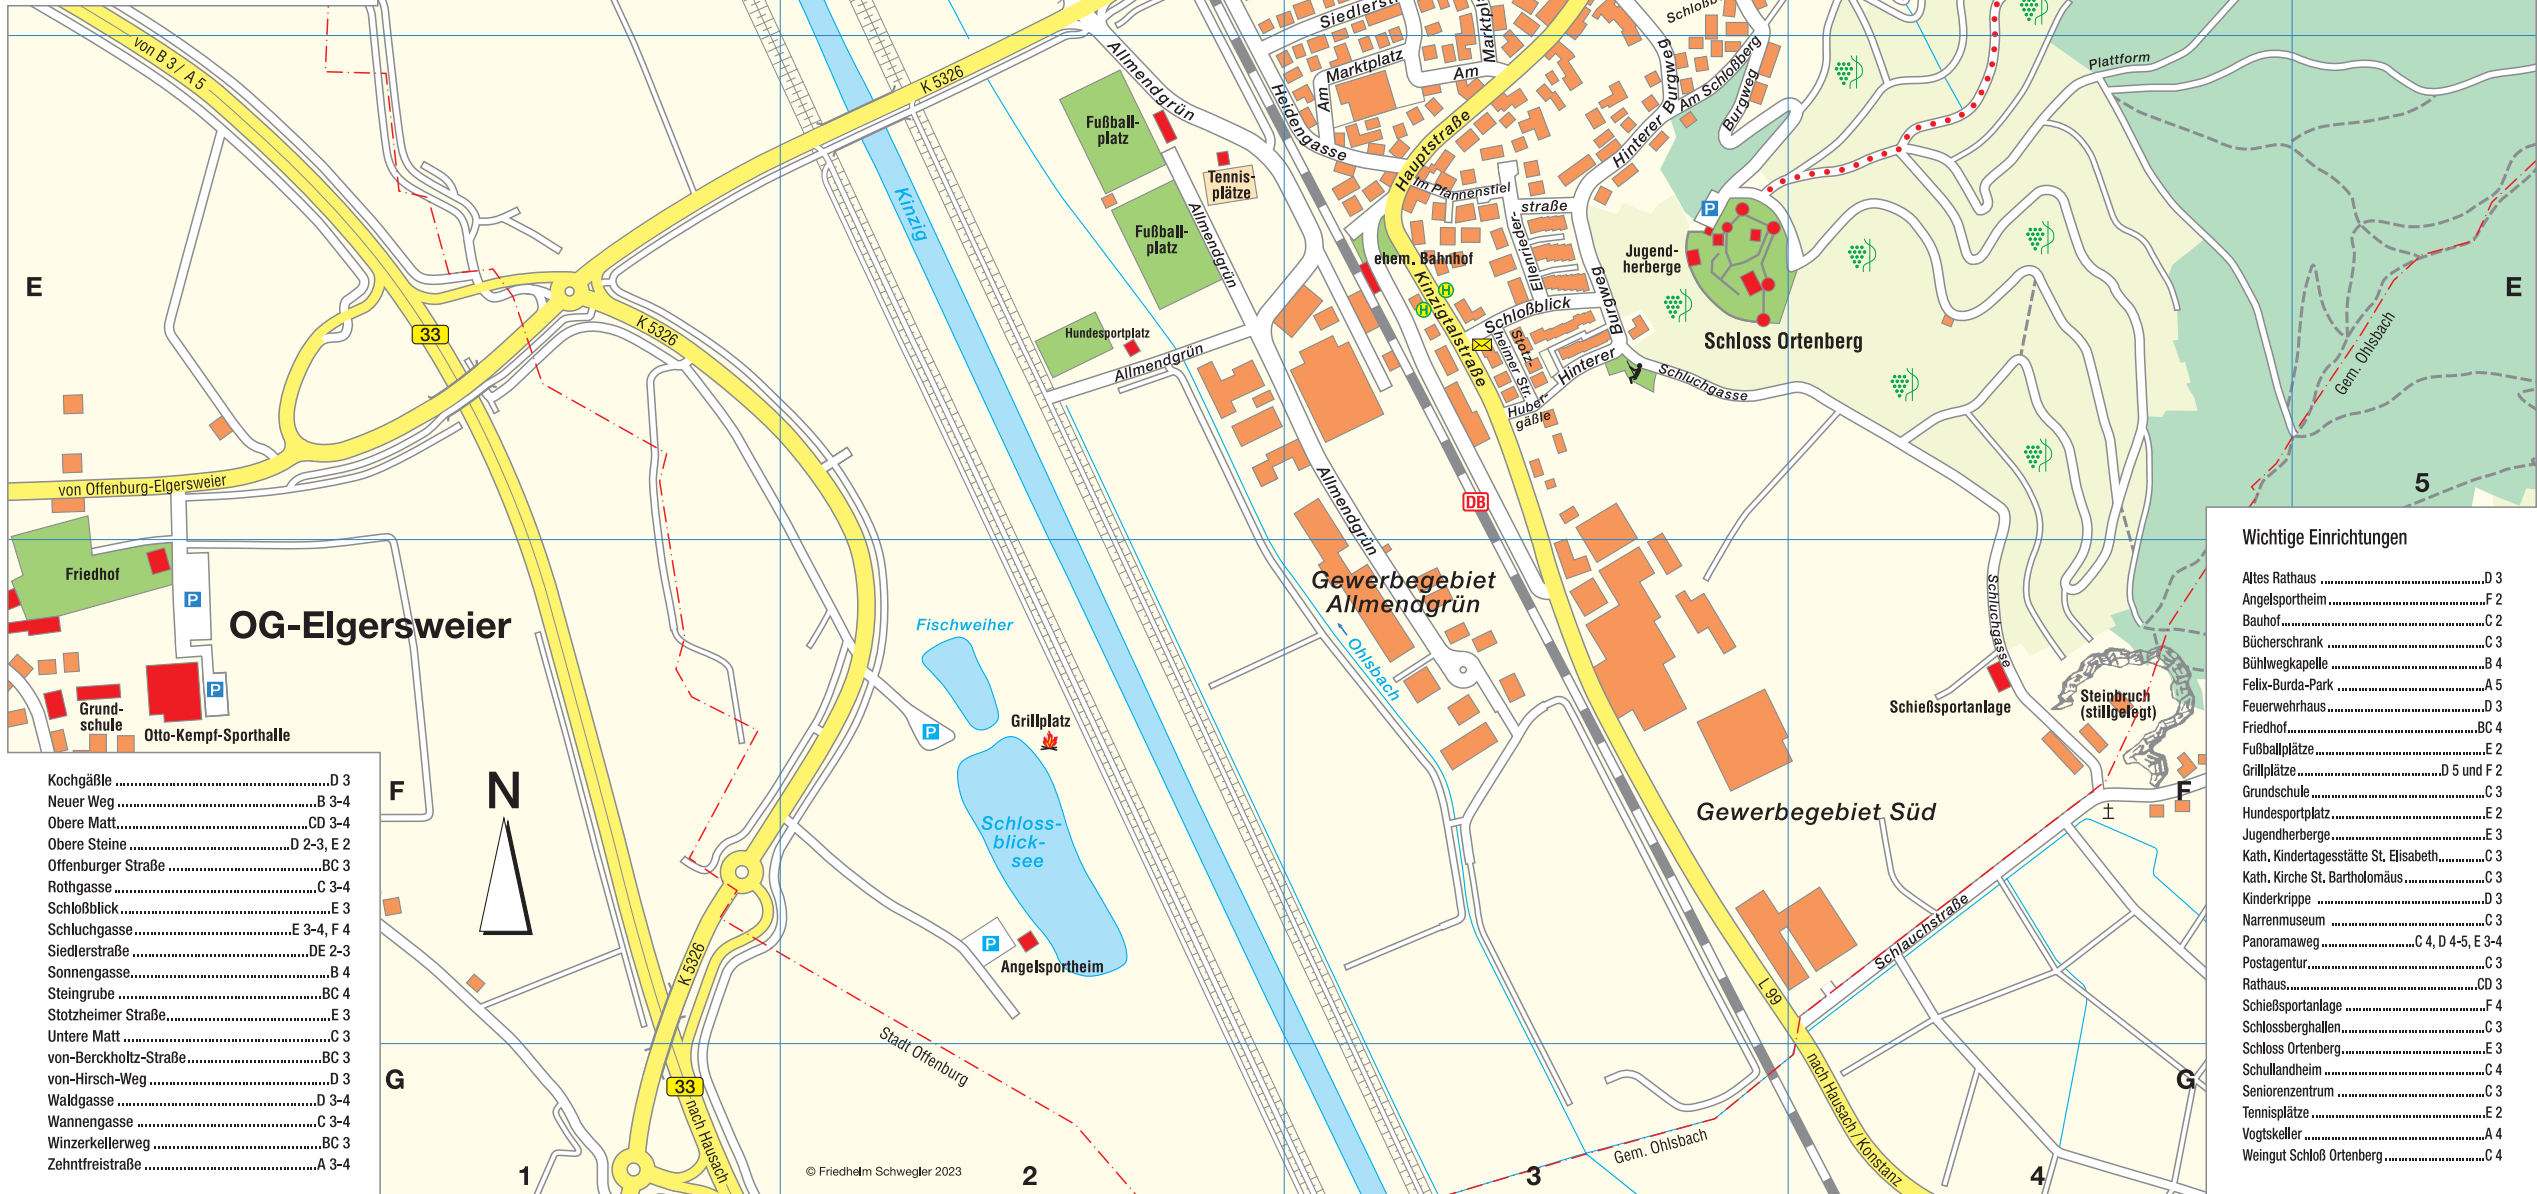 Siedlerstr
Schloßb
Marktpl
von B 3 / A 5
K 5326
Allmendgrün
Am
Marktplatz
Am
Heidengasse
Hauptstraße
Burgweg
Am Schloßberg
Burgweg
Hinterer
Plattform
Fußball-
platz
Tennis-
plätze
Im Pfannenstiel
straße
Ellenrieder-
Kinzig
Allmendgrün
Fußball-
platz
P
Jugend-
herberge
ehem. Bahnhof
E
E
H
H
Kinzigtalstraße
Schloßblick
Burgweg
33
K 5326
Hundesportplatz
Allmendgrün
Stotz-
heimer Str.
Hinterer
Schloss Ortenberg
Schluchgasse
Huber-
gäßle
Gem. Ohlsbach
von Offenburg-Elgersweier
Allmendgrün
DB
5
Friedhof
P
OG-Elgersweier
Fischweiher
Gewerbegebiet
Allmendgrün
Ohlsbach
Schluchgasse
P
Grund-
schule
Otto-Kempf-Sporthalle
Grillplatz
P
Schießsportanlage
Steinbruch
(stillgelegt)
F
N
Schloss-
blick-
see
Gewerbegebiet Süd
F
Schlauchstraße
P
Angelsportheim
K 5326
L 99
Stadt Offenburg
G
33
nach Hausach
nach Hausach / Konstanz
G
Gem. Ohlsbach
1
© Friedhelm Schwegler 2023
2
3
4
Kochgäßle D 3
Neuer Weg B 3-4
Obere Matt CD 3-4
Obere Steine D 2-3, E 2
Offenburger Straße BC 3
Rothgasse C 3-4
Schloßblick E 3
Schluchgasse E 3-4, F 4
Siedlerstraße DE 2-3
Sonnengasse B 4
Steingrube BC 4
Stotzheimer Straße E 3
Untere Matt C 3
von-Berckholtz-Straße BC 3
von-Hirsch-Weg D 3
Waldgasse D 3-4
Wannengasse C 3-4
Winzerkellerweg BC 3
Zehntfreistraße A 3-4
Wichtige Einrichtungen
Altes Rathaus D 3
Angelsportheim F 2
Bauhof C 2
Bücherschrank C 3
Bühlwegkapelle B 4
Felix-Burda-Park A 5
Feuerwehrhaus D 3
Friedhof BC 4
Fußballplätze E 2
Grillplätze D 5 und F 2
Grundschule C 3
Hundesportplatz E 2
Jugendherberge E 3
Kath. Kindertagesstätte St. Elisabeth C 3
Kath. Kirche St. Bartholomäus C 3
Kinderkrippe D 3
Narrenmuseum C 3
Panoramaweg C 4, D 4-5, E 3-4
Postagentur C 3
Rathaus CD 3
Schießsportanlage F 4
Schlossberghallen C 3
Schloss Ortenberg E 3
Schullandheim C 4
Seniorenzentrum C 3
Tennisplätze E 2
Vogtskeller A 4
Weingut Schloß Ortenberg C 4